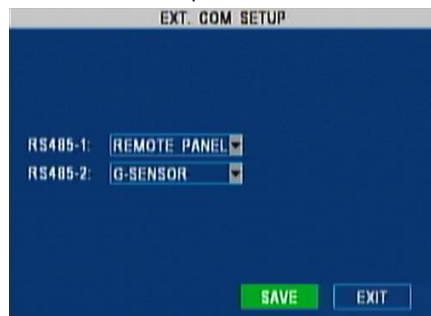 EXT. COM SETUP
RS485-1: REMOTE PANEL
RS485-2: G-SENSOR
SAVE EXIT